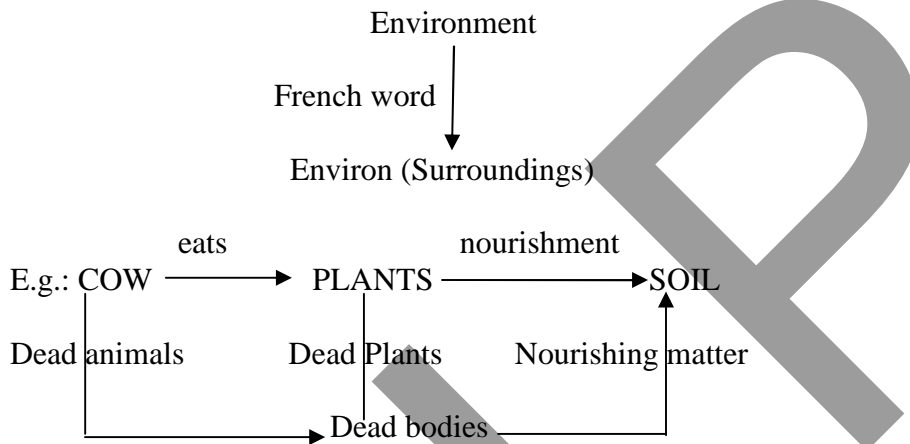 Environment
French word
Environ (Surroundings)
eats nourishment
E.g.: COW PLANTS SOIL
Dead animals Dead Plants Nourishing matter
Dead bodies